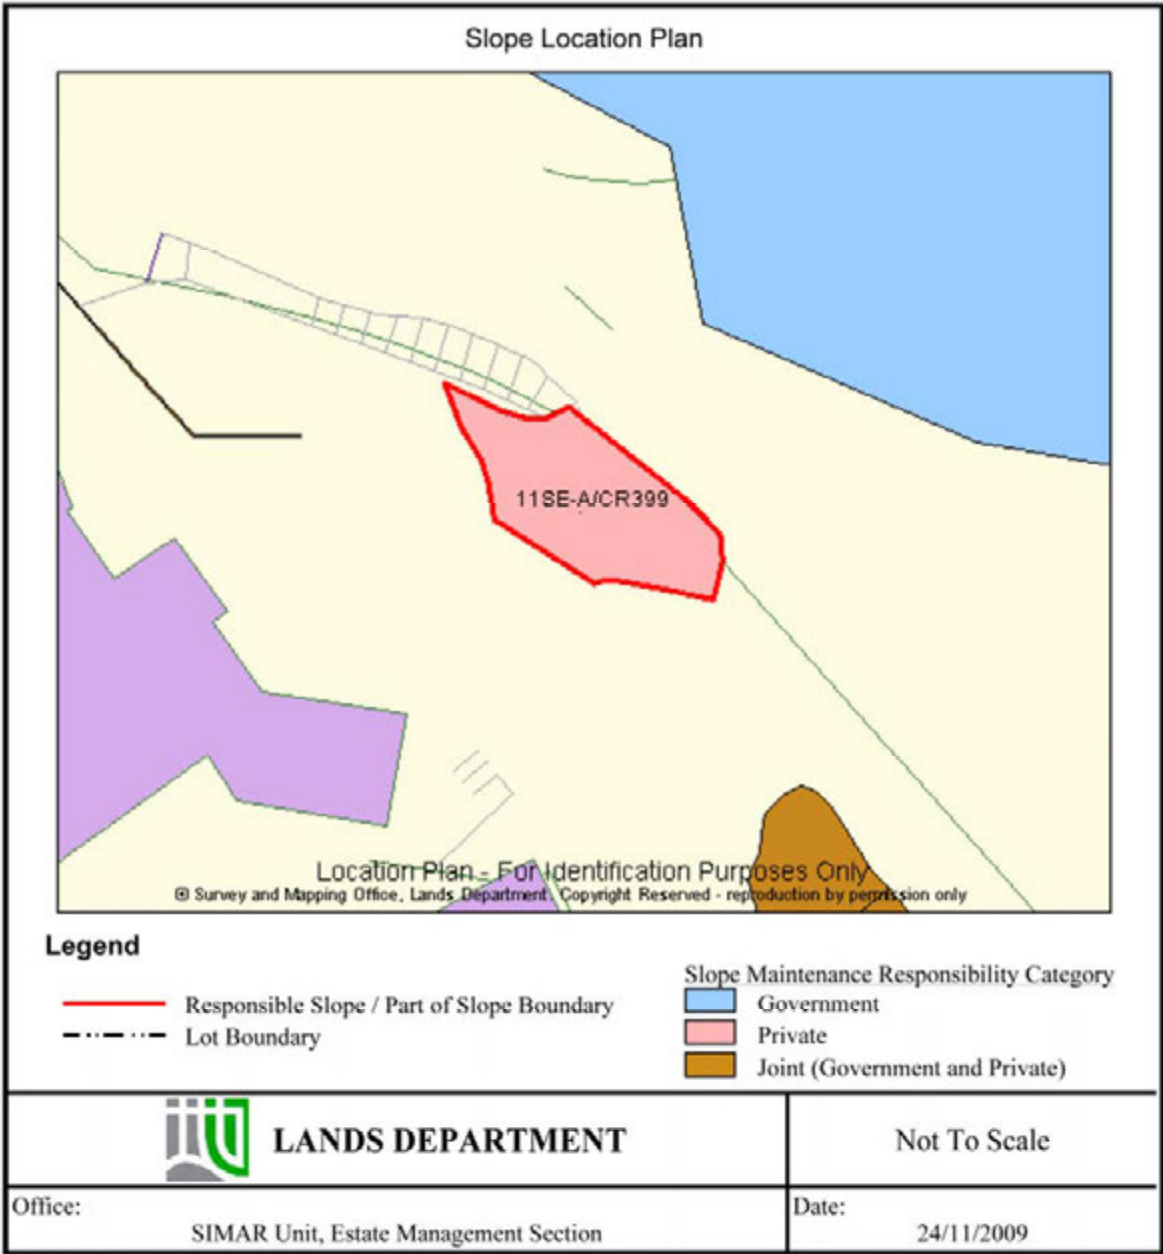 Slope Location Plan
11SE-A/CR399
Location Plan - For Identification Purposes Only
© Survey and Mapping Office, Lands Department. Copyright Reserved - reproduction by permission only
Legend
Responsible Slope / Part of Slope Boundary
Lot Boundary
Slope Maintenance Responsibility Category
Government
Private
Joint (Government and Private)
LANDS DEPARTMENT
Not To Scale
Office:
SIMAR Unit, Estate Management Section
Date:
24/11/2009